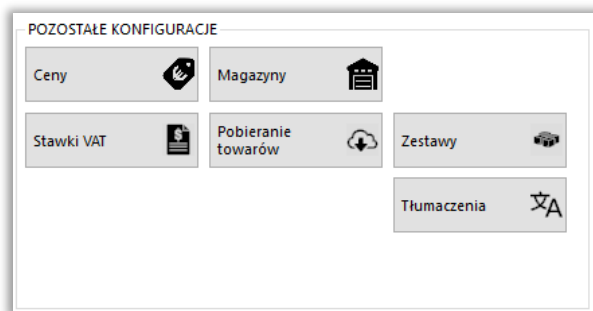 POZOSTAŁE KONFIGURACJE
Ceny
Magazyny
Stawki VAT
Pobieranie
towarów
Zestawy
Tłumaczenia